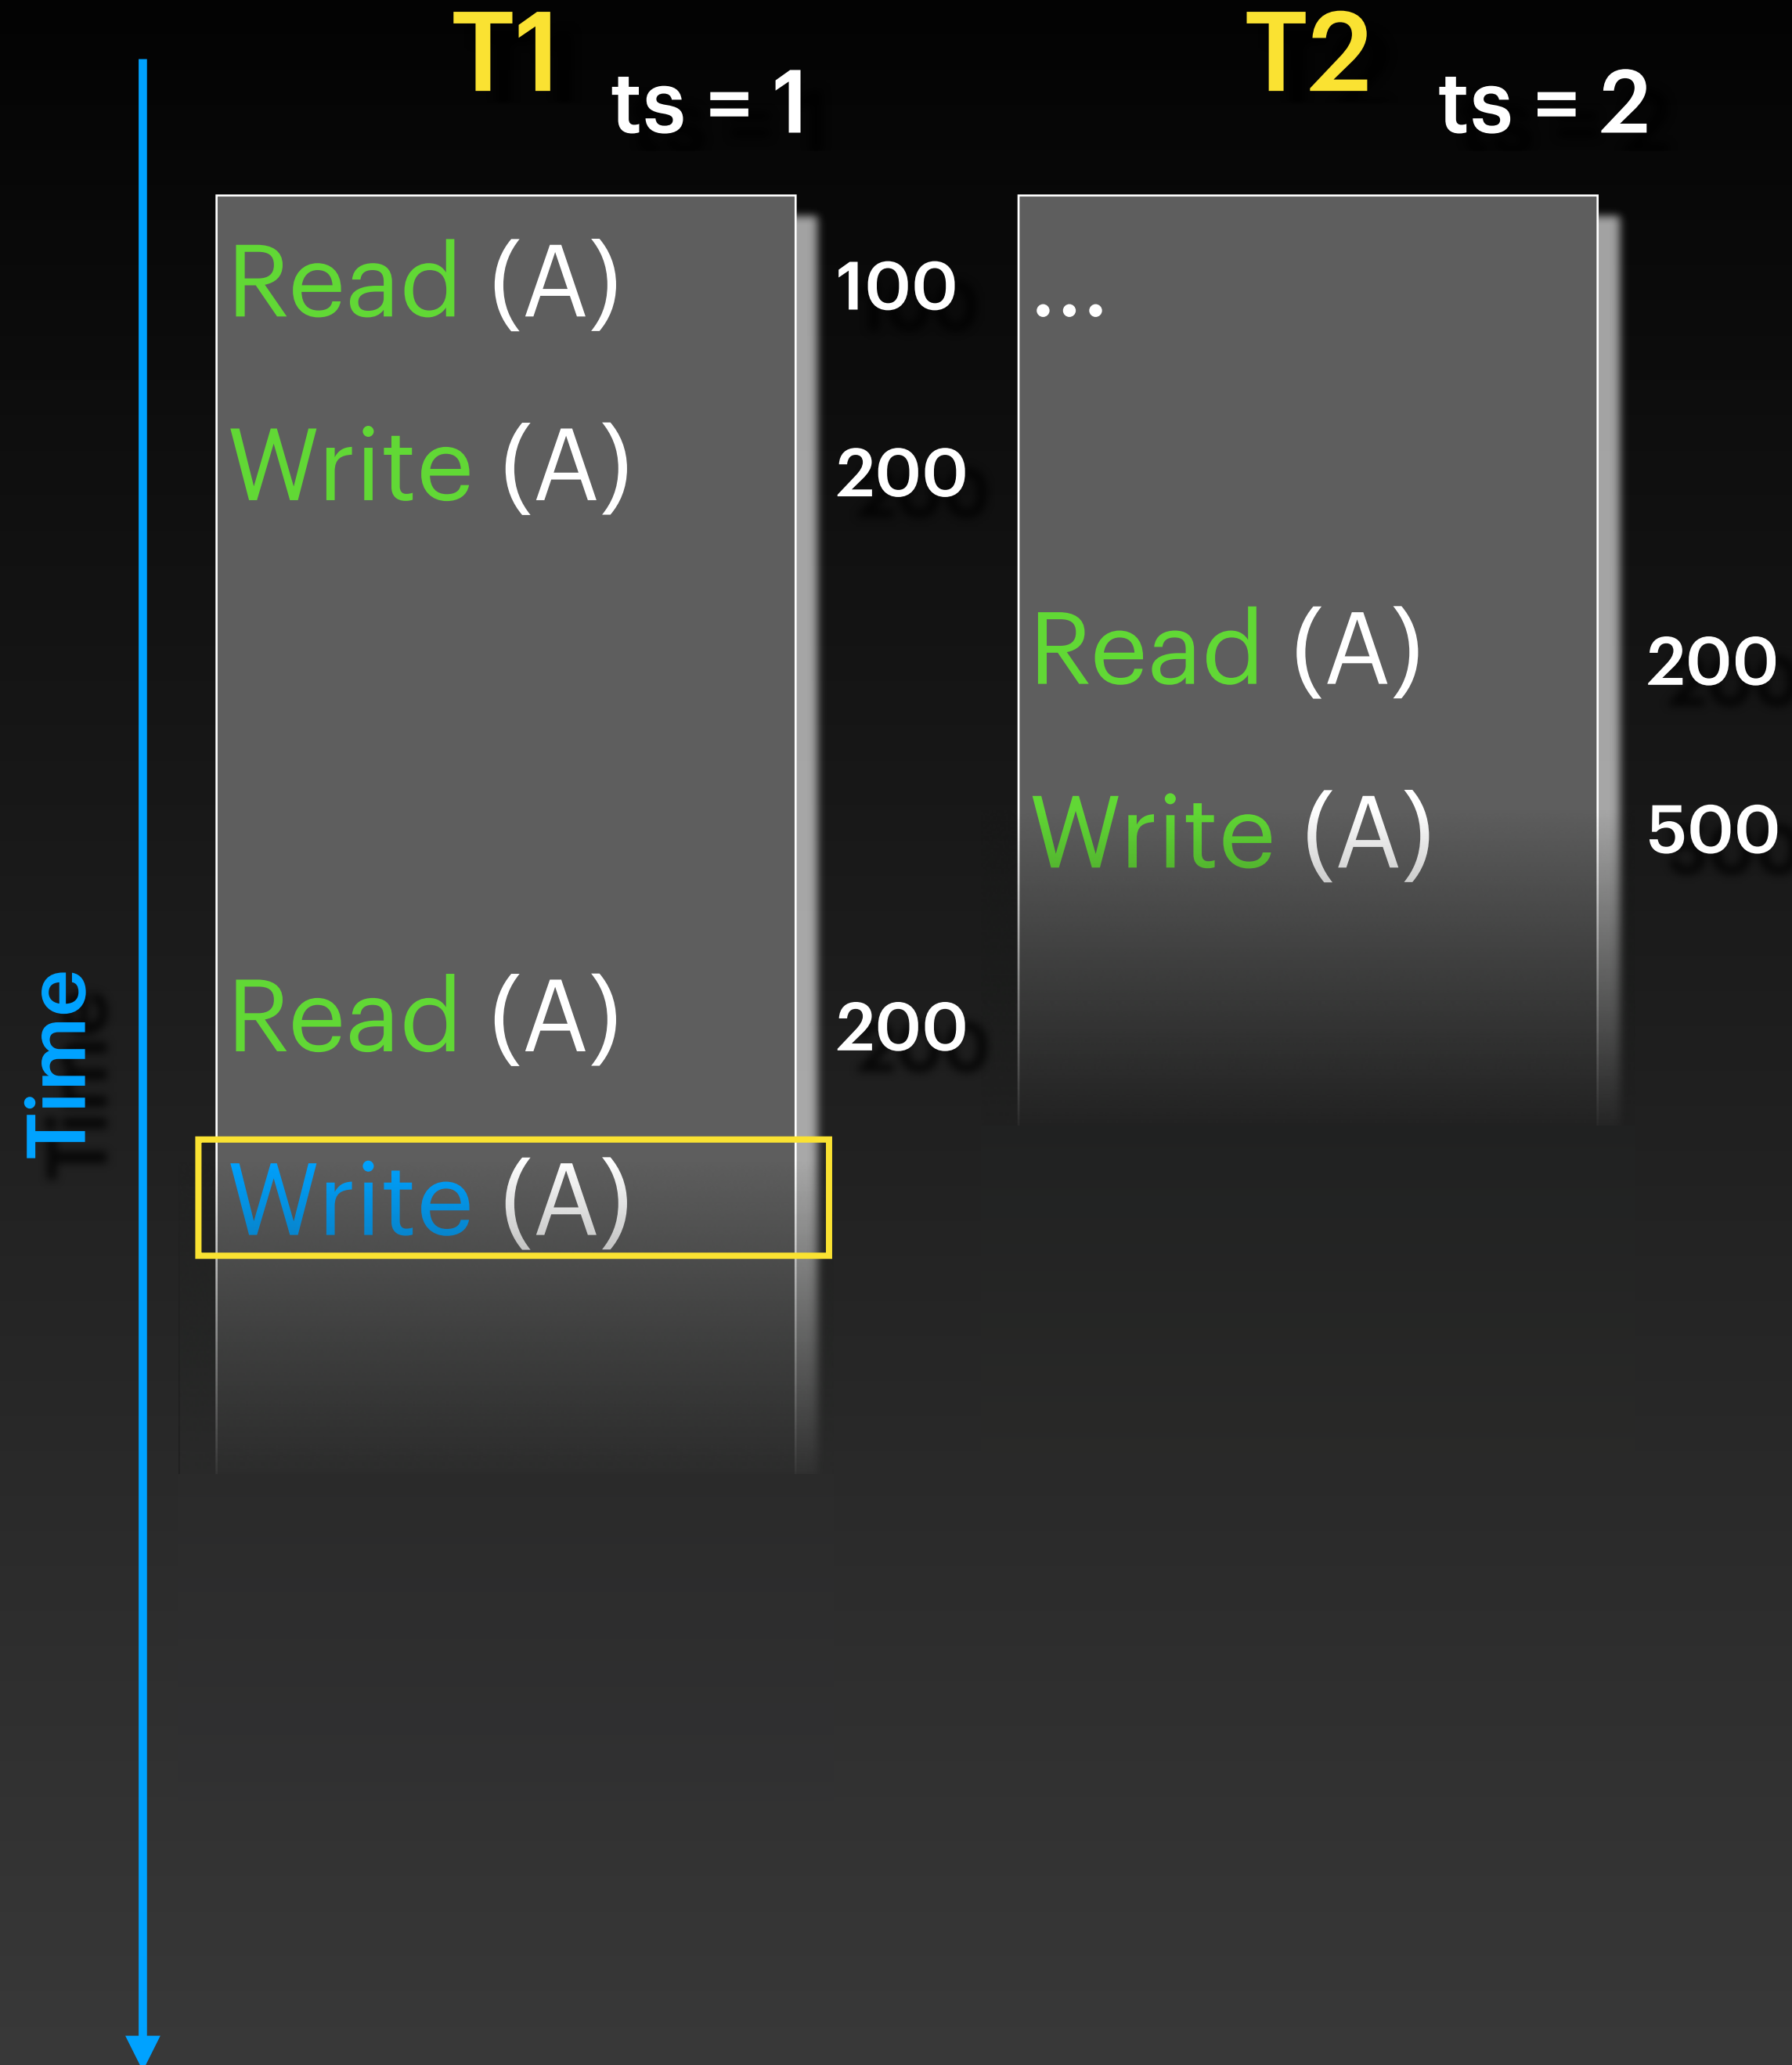 T1 ts = 1
T2 ts = 2
Read (A) 100
...
Write (A) 200
Read (A) 200
Write (A) 500
Read (A) 200
Write (A)
Time